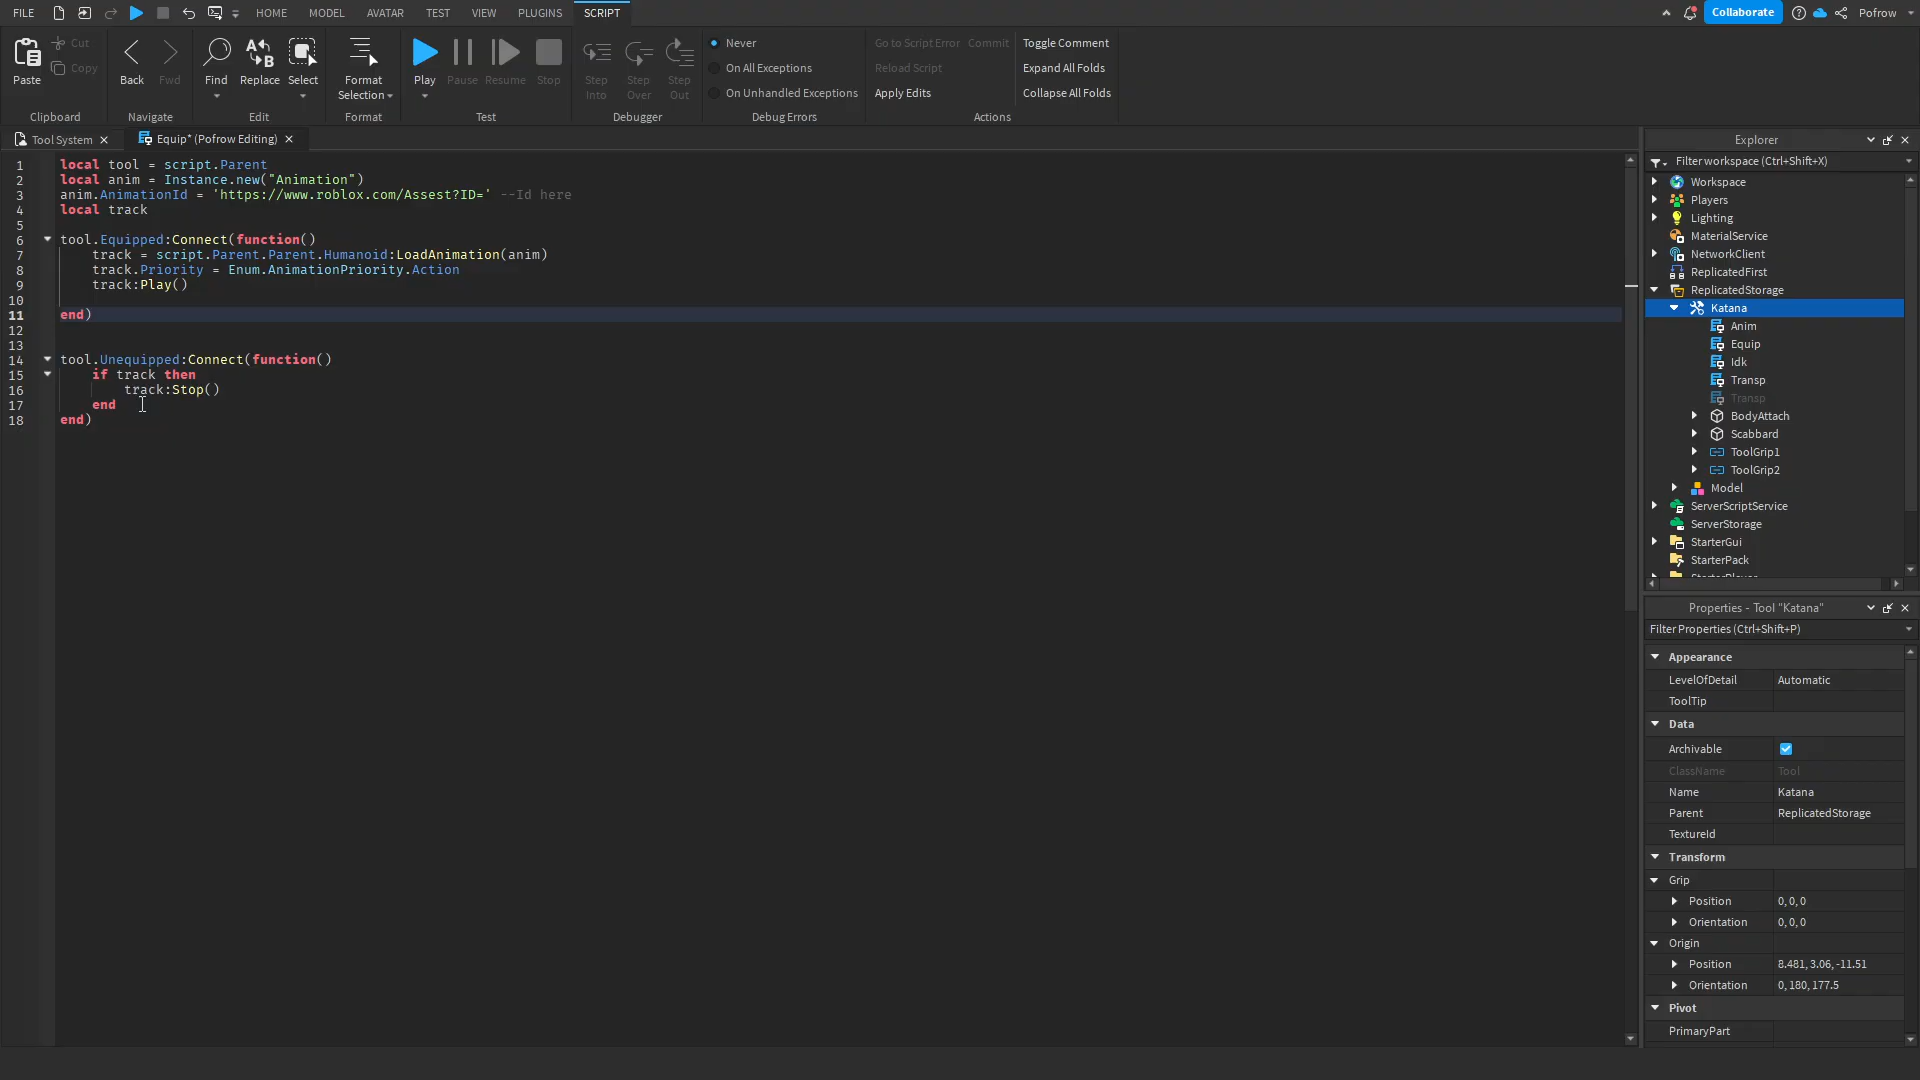 FILE HOME MODEL AVATAR TEST VIEW PLUGINS SCRIPT Collaborate Pofrow
Paste Cut Copy Back Fwd Find Replace Select Format Selection Play Pause Resume Stop Step Into Step Over Step Out
Never
On All Exceptions
On Unhandled Exceptions
Go to Script Error Commit
Reload Script
Apply Edits
Toggle Comment
Expand All Folds
Collapse All Folds
Clipboard Navigate Edit Format Test Debugger Debug Errors Actions
Tool System Equip* (Pofrow Editing)
1 local tool = script.Parent
2 local anim = Instance.new("Animation")
3 anim.AnimationId = 'https://www.roblox.com/Assest?ID=' --Id here
4 local track
5
6 tool.Equipped:Connect(function()
7 track = script.Parent.Parent.Humanoid:LoadAnimation(anim)
8 track.Priority = Enum.AnimationPriority.Action
9 track:Play()
10
11 end)
12
13
14 tool.Unequipped:Connect(function()
15 if track then
16 track:Stop()
17 end
18 end)
Explorer
Filter workspace (Ctrl+Shift+X)
Workspace
Players
Lighting
MaterialService
NetworkClient
ReplicatedFirst
ReplicatedStorage
Katana
Anim
Equip
Idk
Transp
Transp
BodyAttach
Scabbard
ToolGrip1
ToolGrip2
Model
ServerScriptService
ServerStorage
StarterGui
StarterPack
StarterPlayer
Properties - Tool "Katana"
Filter Properties (Ctrl+Shift+P)
Appearance
LevelOfDetail Automatic
ToolTip
Data
Archivable
ClassName Tool
Name Katana
Parent ReplicatedStorage
TextureId
Transform
Grip
Position 0, 0, 0
Orientation 0, 0, 0
Origin
Position 8.481, 3.06, -11.51
Orientation 0, 180, 177.5
Pivot
PrimaryPart